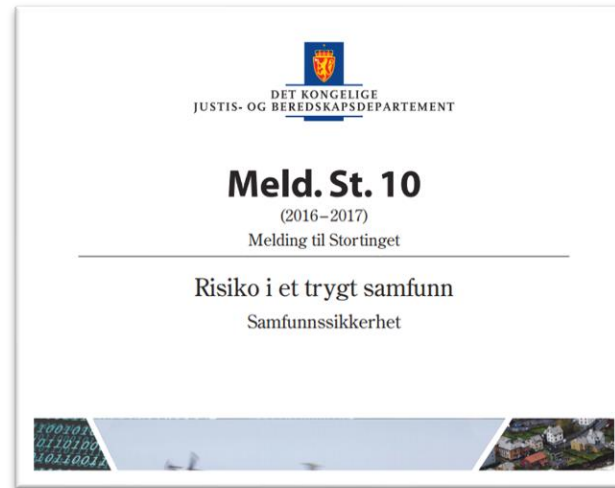 DET KONGELIGE
JUSTIS- OG BEREDSKAPSDEPARTEMENT
Meld. St. 10
(2016–2017)
Melding til Stortinget
Risiko i et trygt samfunn
Samfunnssikkerhet